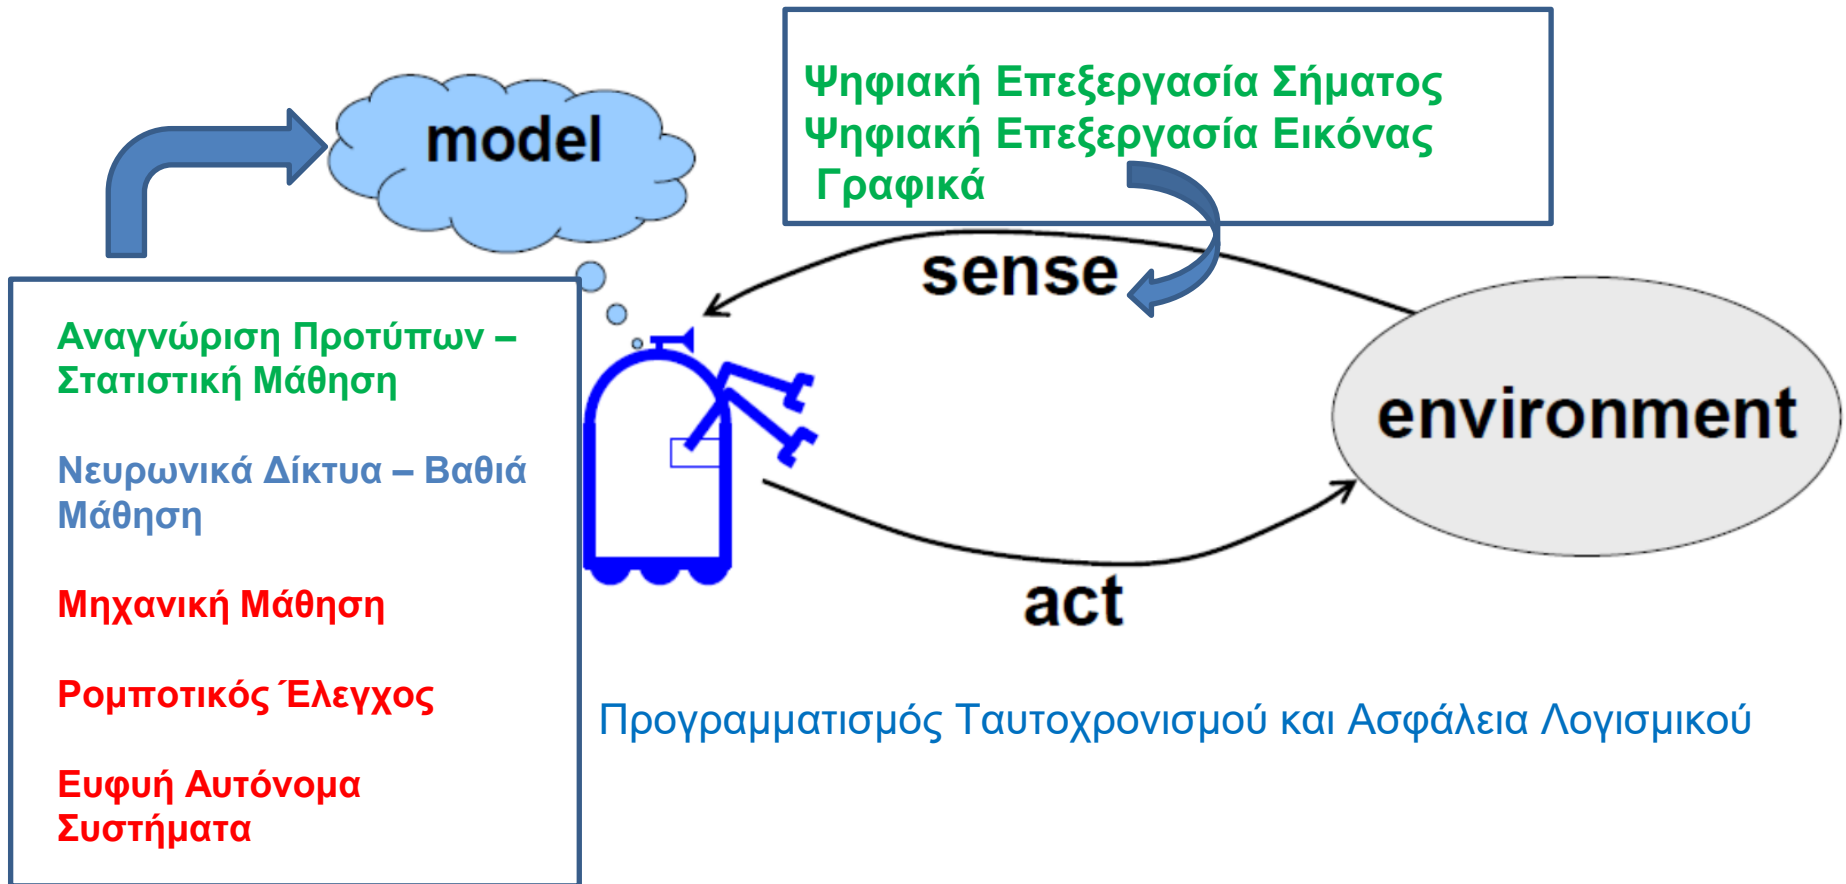 Ψηφιακή Επεξεργασία Σήματος
Ψηφιακή Επεξεργασία Εικόνας
Γραφικά
model
sense
environment
act
Αναγνώριση Προτύπων –
Στατιστική Μάθηση
Νευρωνικά Δίκτυα – Βαθιά
Μάθηση
Μηχανική Μάθηση
Ρομποτικός Έλεγχος
Ευφυή Αυτόνομα
Συστήματα
Προγραμματισμός Ταυτοχρονισμού και Ασφάλεια Λογισμικού